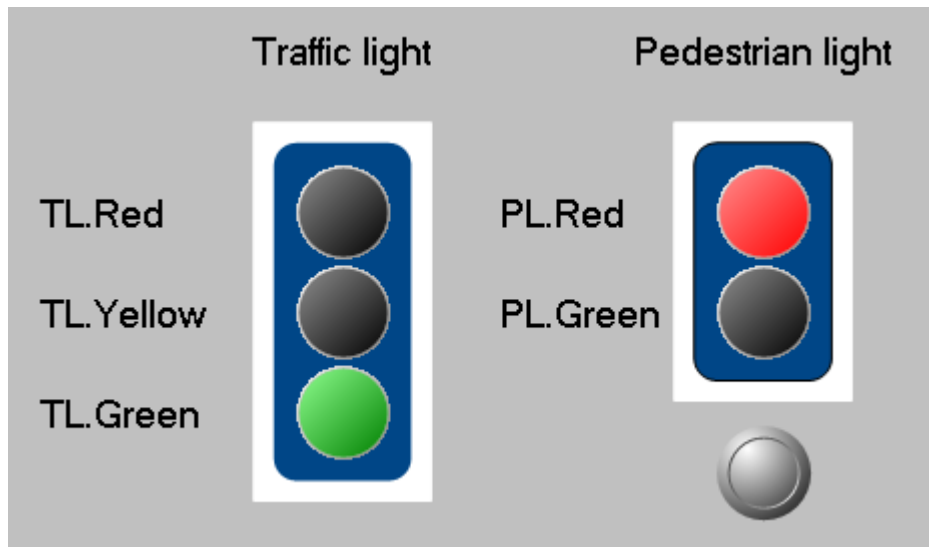 Traffic light
Pedestrian light
TL.Red
PL.Red
TL.Yellow
PL.Green
TL.Green